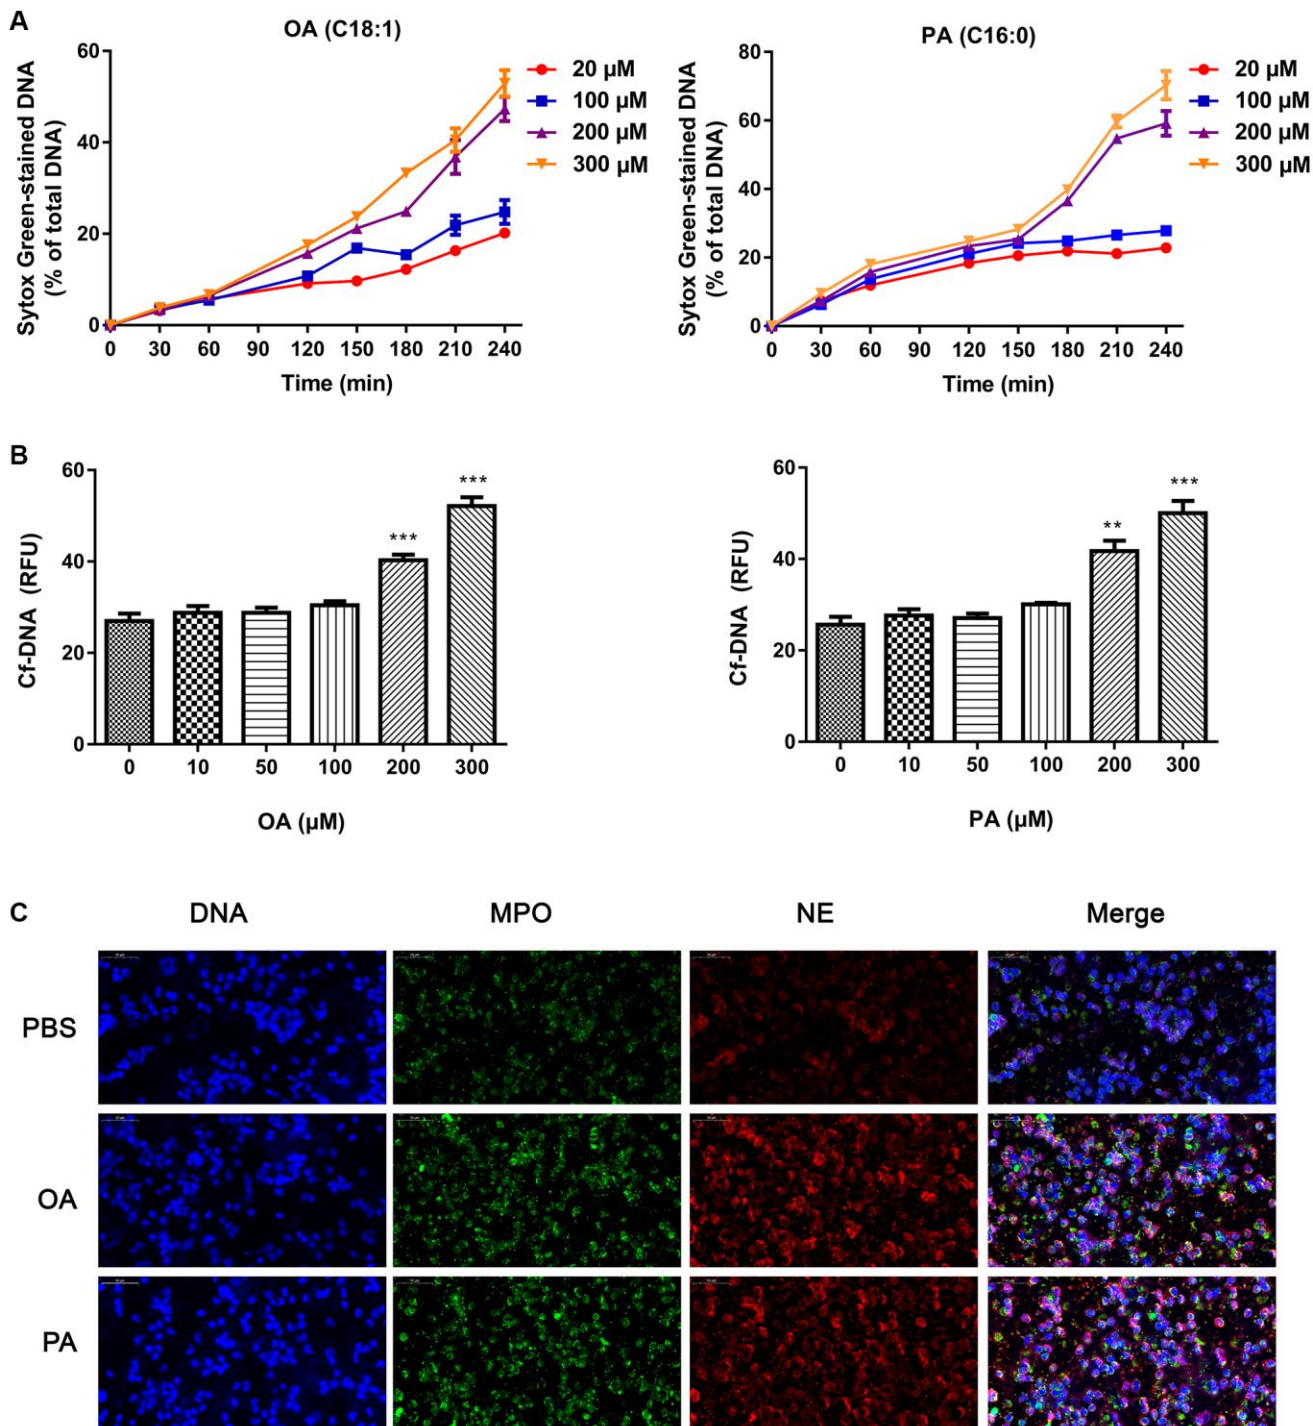 A
OA (C18:1)
Sytox Green-stained DNA
(% of total DNA)
60
40
20
0
0 30 60 90 120 150 180 210 240
Time (min)
20 µM
100 µM
200 µM
300 µM
PA (C16:0)
Sytox Green-stained DNA
(% of total DNA)
80
60
40
20
0
0 30 60 90 120 150 180 210 240
Time (min)
20 µM
100 µM
200 µM
300 µM
B
Cf-DNA (RFU)
60
40
20
0
***
***
0 10 50 100 200 300
OA (µM)
Cf-DNA (RFU)
60
40
20
0
**
***
0 10 50 100 200 300
PA (µM)
C
DNA MPO NE Merge
PBS
OA
PA